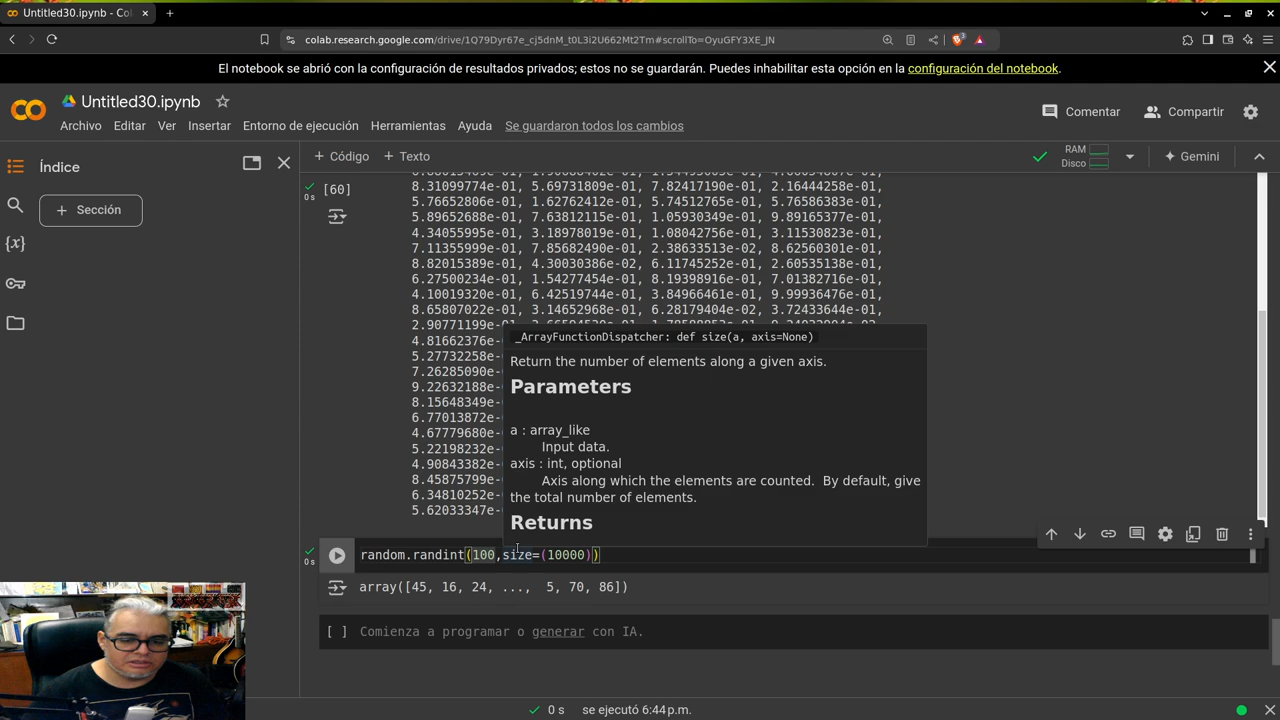 Untitled30.ipynb - Col
colab.research.google.com/drive/1Q79Dyr67e_cj5dnM_t0L3i2U662Mt2Tm#scrollTo=OyuGFY3XE_JN
El notebook se abrió con la configuración de resultados privados; estos no se guardarán. Puedes inhabilitar esta opción en la configuración del notebook.
Untitled30.ipynb
Comentar
Compartir
Archivo Editar Ver Insertar Entorno de ejecución Herramientas Ayuda Se guardaron todos los cambios
Índice
+ Código + Texto
RAM
Disco
Gemini
+ Sección
0 s
[60]
8.31099774e-01, 5.69731809e-01, 7.82417190e-01, 2.16444258e-01,
5.76652806e-01, 1.62762412e-01, 5.74512765e-01, 5.76586383e-01,
5.89652688e-01, 7.63812115e-01, 1.05930349e-01, 9.89165377e-01,
4.34055995e-01, 3.18978019e-01, 1.08042756e-01, 3.11530823e-01,
7.11355999e-01, 7.85682490e-01, 2.38633513e-02, 8.62560301e-01,
8.82015389e-01, 4.30030386e-02, 6.11745252e-01, 2.60535138e-01,
6.27500234e-01, 1.54277454e-01, 8.19398916e-01, 7.01382716e-01,
4.10019320e-01, 6.42519744e-01, 3.84966461e-01, 9.99936476e-01,
8.65807022e-01, 3.14652968e-01, 6.28179404e-02, 3.72433644e-01,
2.90771199e-01,
4.81662376e-
5.27732258e-
7.26285090e-
9.22632188e-
8.15648349e-
6.77013872e-
4.67779680e-
5.22198232e-
4.90843382e-
8.45875799e-
6.34810252e-
5.62033347e-
_ArrayFunctionDispatcher: def size(a, axis=None)
Return the number of elements along a given axis.
Parameters
a : array_like
Input data.
axis : int, optional
Axis along which the elements are counted. By default, give
the total number of elements.
Returns
0 s
random.randint(100,size=(10000))
array([45, 16, 24, ..., 5, 70, 86])
[ ] Comienza a programar o generar con IA.
0 s se ejecutó 6:44 p.m.